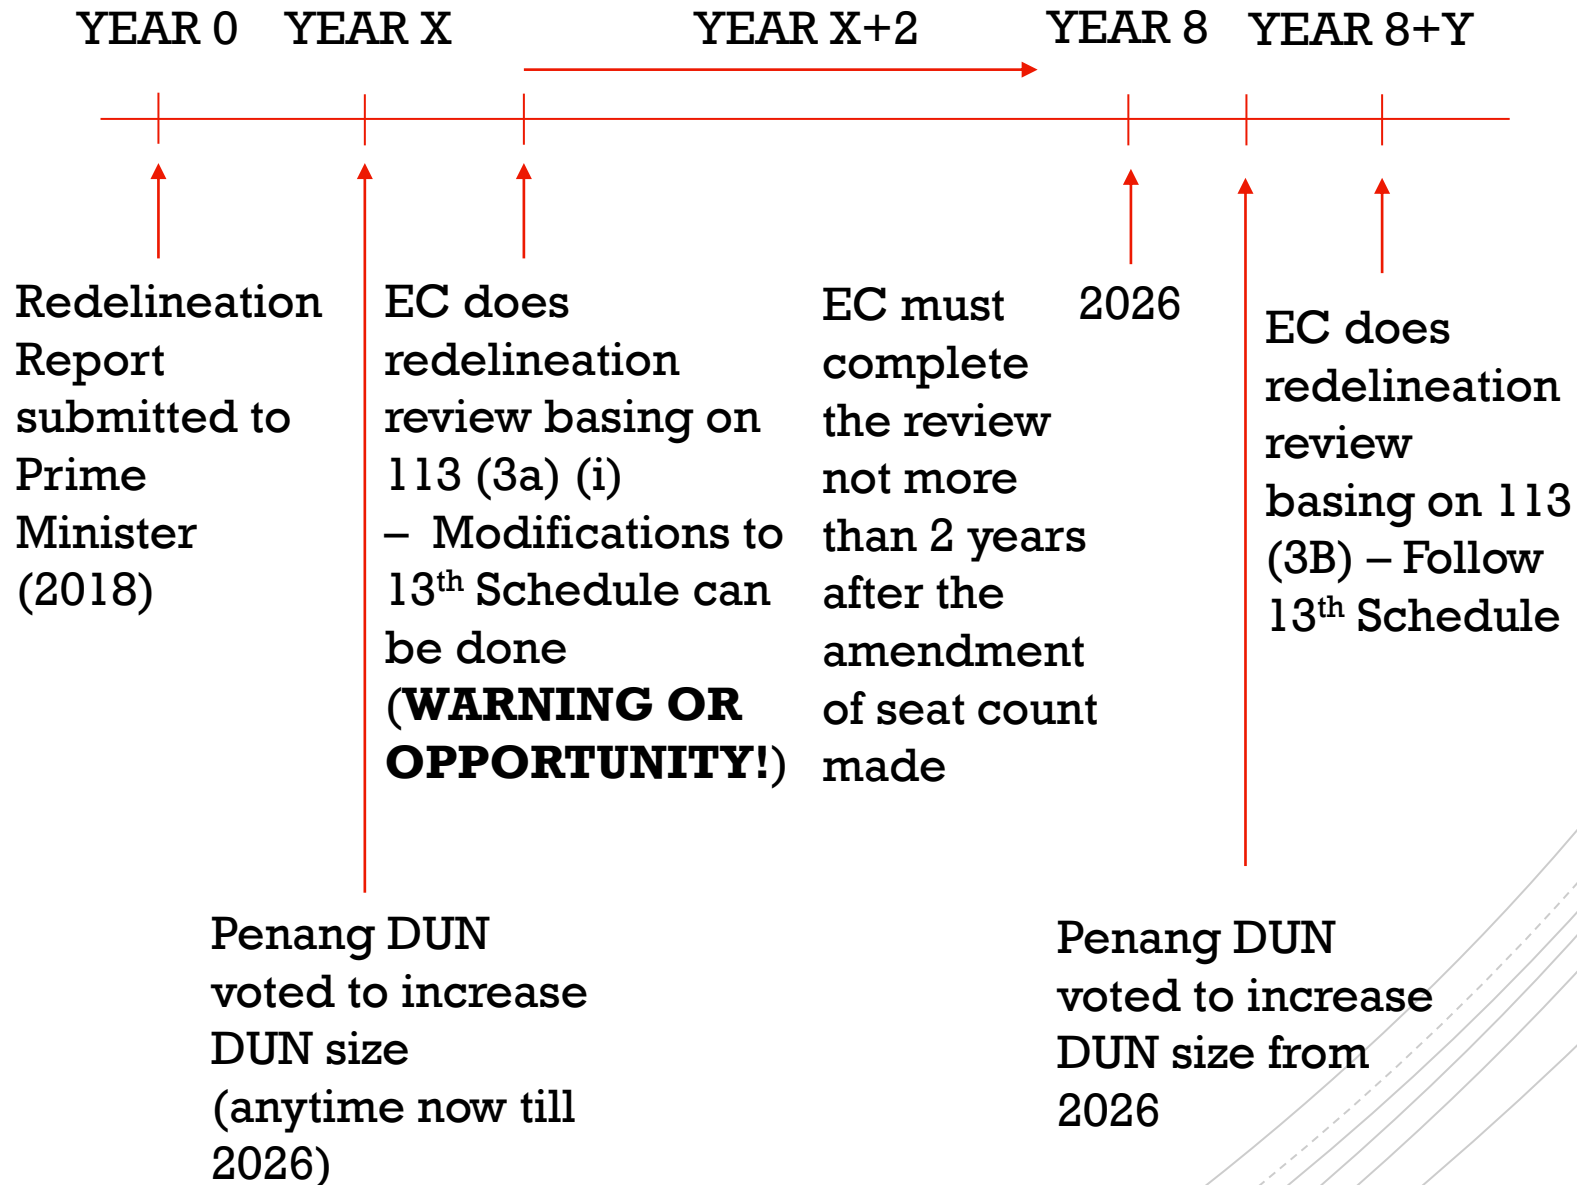 YEAR 0
YEAR X
YEAR X+2
YEAR 8
YEAR 8+Y
Redelineation
Report
submitted to
Prime
Minister
(2018)
EC does
redelineation
review basing on
113 (3a) (i)
– Modifications to
13th Schedule can
be done
(WARNING OR
OPPORTUNITY!)
EC must
complete
the review
not more
than 2 years
after the
amendment
of seat count
made
2026
EC does
redelineation
review
basing on 113
(3B) – Follow
13th Schedule
Penang DUN
voted to increase
DUN size
(anytime now till
2026)
Penang DUN
voted to increase
DUN size from
2026